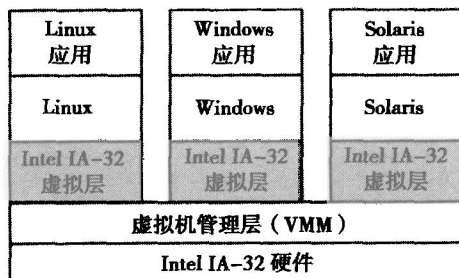 Linux
应用
Windows
应用
Solaris
应用
Linux
Windows
Solaris
Intel IA-32
虚拟层
Intel IA-32
虚拟层
Intel IA-32
虚拟层
虚拟机管理层（VMM）
Intel IA-32 硬件